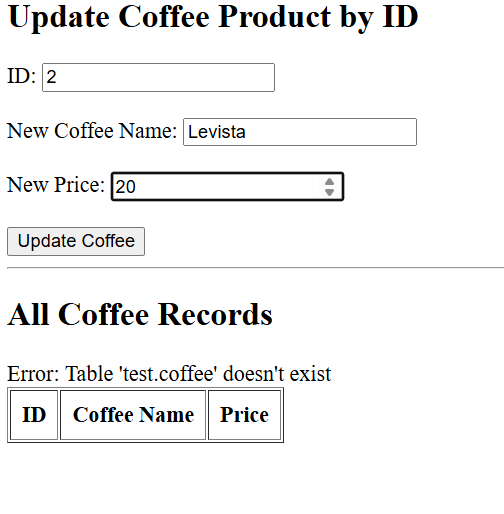 Update Coffee Product by ID
ID: 2
New Coffee Name: Levista
New Price: 20
Update Coffee
All Coffee Records
Error: Table 'test.coffee' doesn't exist
ID Coffee Name Price